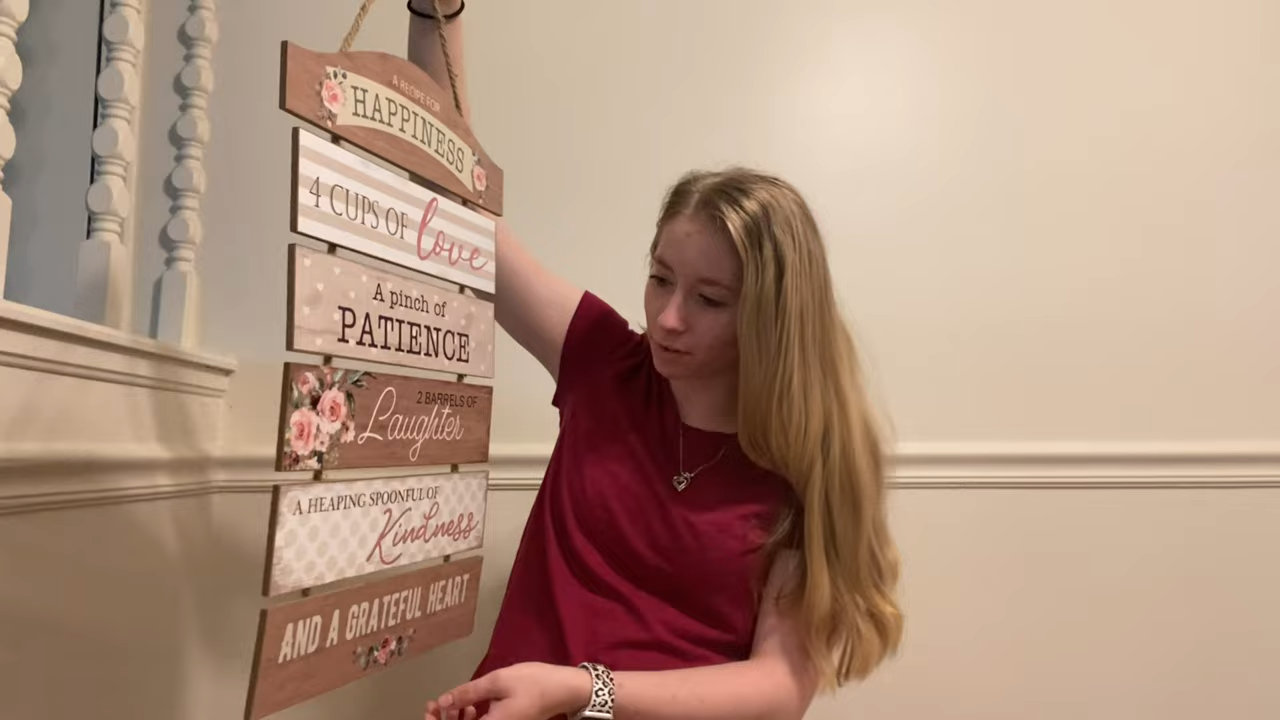 A RECIPE FOR
HAPPINESS
4 CUPS OF love
A pinch of
PATIENCE
2 BARRELS OF
Laughter
A HEAPING SPOONFUL OF
Kindness
AND A GRATEFUL HEART